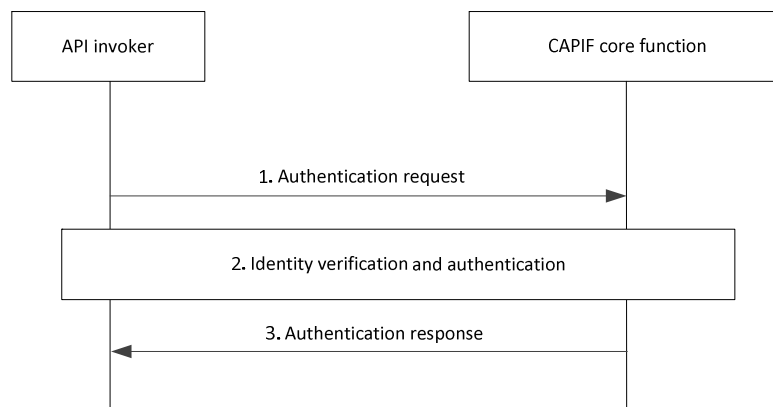 API invoker
CAPIF core function
1. Authentication request
2. Identity verification and authentication
3. Authentication response